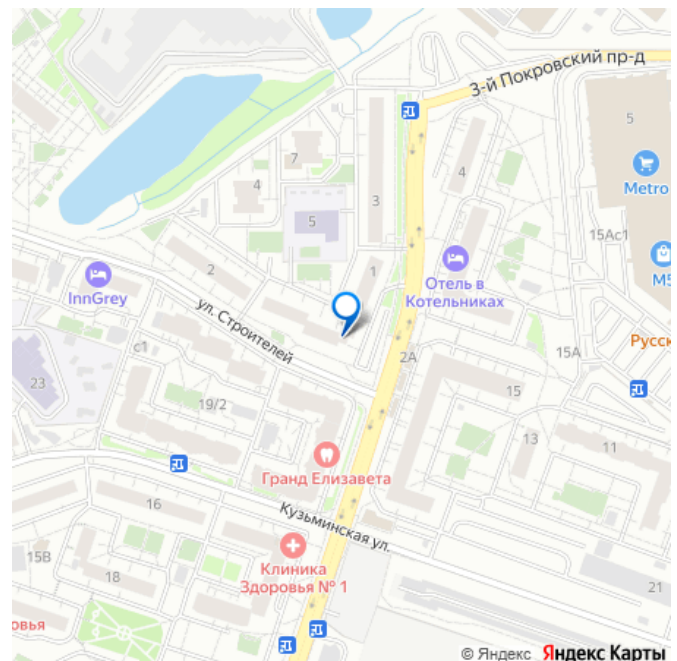 3-й Покровский пр-д
5
Metro
7
4
4
3
5
15Ас1
1
Отель в
Котельниках
М5
2
InnGrey
ул. Строителей
Русск
с1
2А
15А
23
15
19/2
13
11
Гранд Елизавета
16
Кузьминская ул.
15В
Клиника
Здоровья № 1
18
21
овья
© Яндекс Яндекс Карты